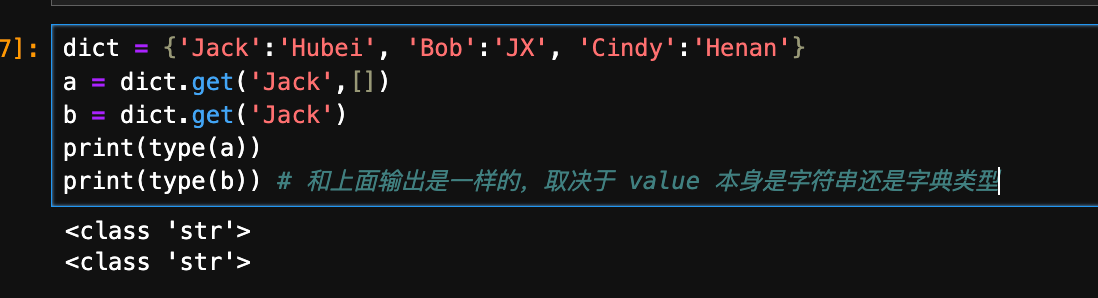 7]:
dict = {'Jack':'Hubei', 'Bob':'JX', 'Cindy':'Henan'}
a = dict.get('Jack',[])
b = dict.get('Jack')
print(type(a))
print(type(b)) # 和上面输出是一样的，取决于 value 本身是字符串还是字典类型
<class 'str'>
<class 'str'>